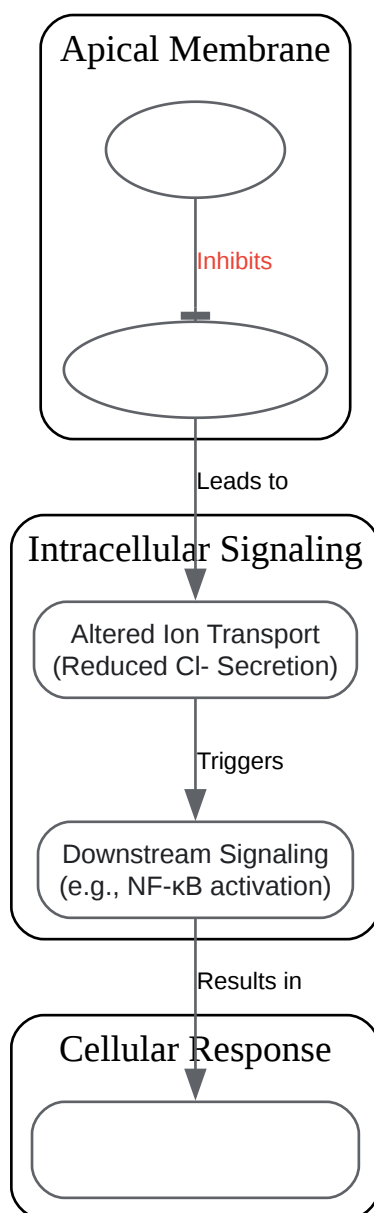 Apical Membrane
Inhibits
Leads to
Intracellular Signaling
Altered Ion Transport
(Reduced Cl- Secretion)
Triggers
Downstream Signaling
(e.g., NF-κB activation)
Results in
Cellular Response